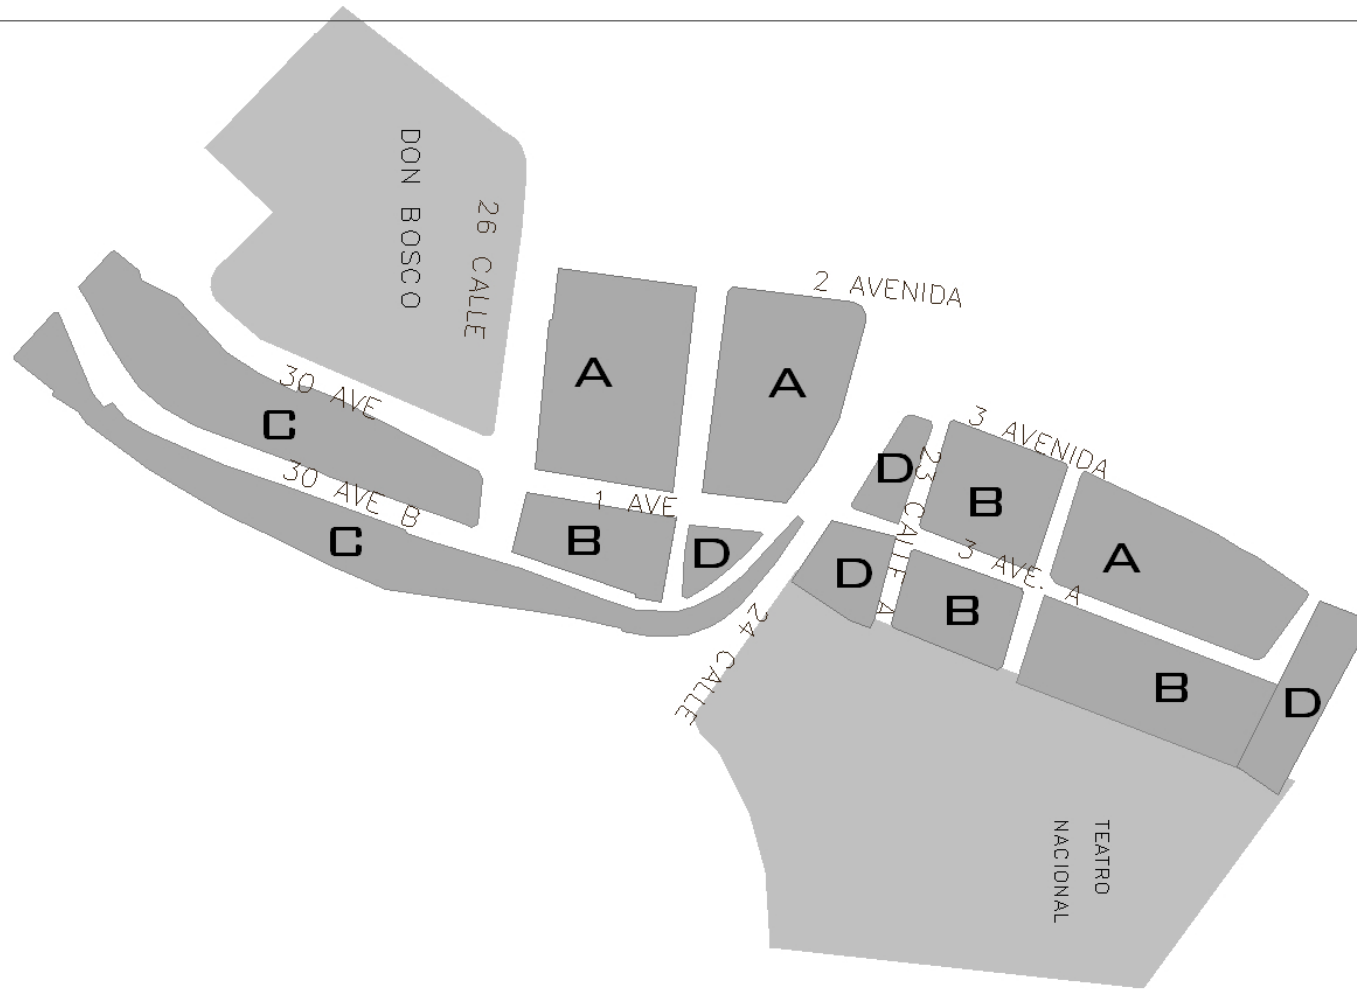 DON BOSCO
26 CALLE
2 AVENIDA
A
A
30 AVE
C
3 AVENIDA
D
23 CALLE A
B
30 AVE B
1 AVE
C
B
D
3 AVE. A
A
D
B
24 CALLE
B
D
TEATRO
NACIONAL